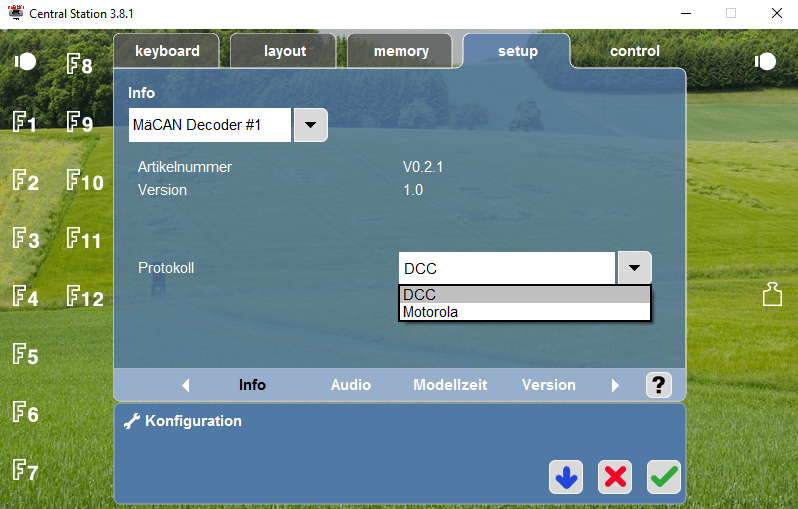 Central Station 3.8.1
keyboard
layout
memory
setup
control
F8
F1
F9
F2
F10
F3
F11
F4
F12
F5
F6
F7
Info
MäCAN Decoder #1
Artikelnummer
V0.2.1
Version
1.0
Protokoll
DCC
DCC
Motorola
Info
Audio
Modellzeit
Version
?
Konfiguration